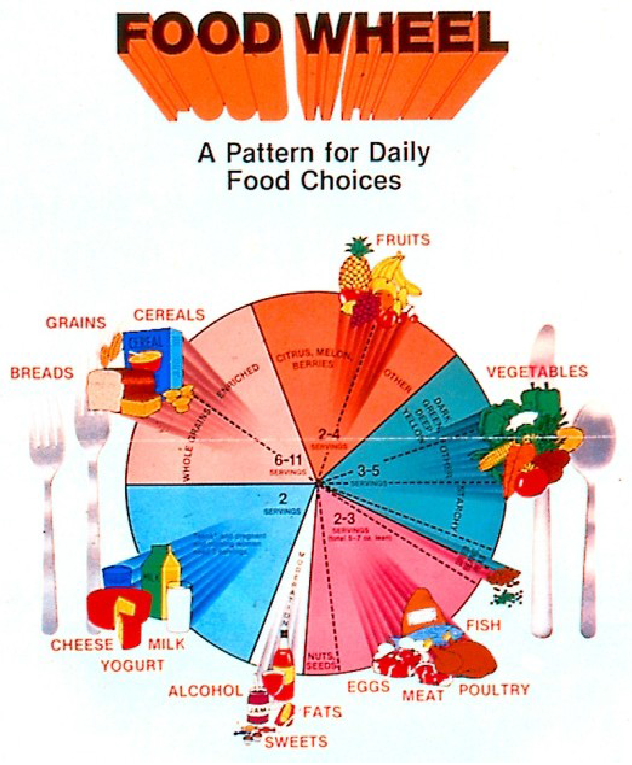 FOOD WHEEL
A Pattern for Daily
Food Choices
FRUITS
GRAINS
CEREALS
BREADS
VEGETABLES
CEREAL
ENRICHED
WHOLE GRAINS
CITRUS, MELON,
BERRIES
OTHER
2-4
SERVINGS
DARK
GREEN/
DEEP
YELLOW
OTHER
STARCHY
3-5
SERVINGS
6-11
SERVINGS
2
SERVINGS
2-3
SERVINGS
(total 5-7 oz. lean)
MILK
NUTS,
SEEDS
JAM
CHEESE
MILK
YOGURT
ALCOHOL
FATS
SWEETS
EGGS
MEAT
POULTRY
FISH